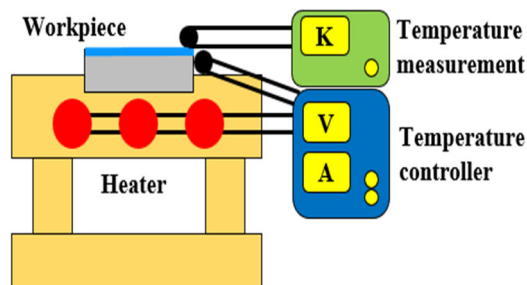 Workpiece
K
Temperature
measurement
V
A
Temperature
controller
Heater